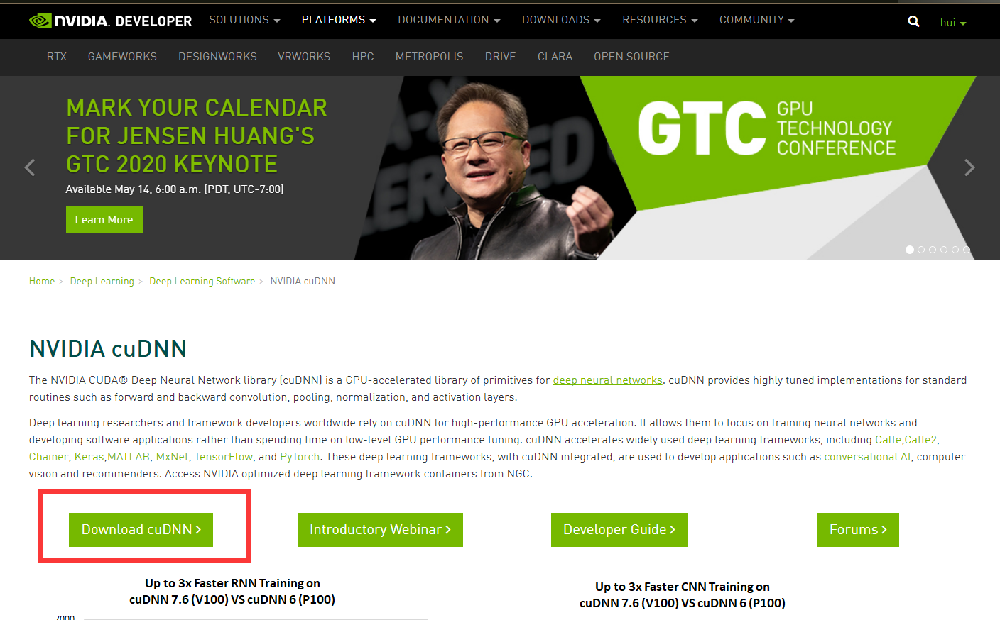 NVIDIA. DEVELOPER SOLUTIONS PLATFORMS DOCUMENTATION DOWNLOADS RESOURCES COMMUNITY hui
RTX GAMEWORKS DESIGNWORKS VRWORKS HPC METROPOLIS DRIVE CLARA OPEN SOURCE
MARK YOUR CALENDAR
FOR JENSEN HUANG'S
GTC 2020 KEYNOTE
Available May 14, 6:00 a.m. (PDT, UTC-7:00)
Learn More
GTC
GPU
TECHNOLOGY
CONFERENCE
Home > Deep Learning > Deep Learning Software > NVIDIA cuDNN
NVIDIA cuDNN
The NVIDIA CUDA® Deep Neural Network library (cuDNN) is a GPU-accelerated library of primitives for deep neural networks. cuDNN provides highly tuned implementations for standard
routines such as forward and backward convolution, pooling, normalization, and activation layers.
Deep learning researchers and framework developers worldwide rely on cuDNN for high-performance GPU acceleration. It allows them to focus on training neural networks and
developing software applications rather than spending time on low-level GPU performance tuning. cuDNN accelerates widely used deep learning frameworks, including Caffe,Caffe2,
Chainer, Keras,MATLAB, MxNet, TensorFlow, and PyTorch. These deep learning frameworks, with cuDNN integrated, are used to develop applications such as conversational AI, computer
vision and recommenders. Access NVIDIA optimized deep learning framework containers from NGC.
Download cuDNN > Introductory Webinar > Developer Guide > Forums >
Up to 3x Faster RNN Training on
cuDNN 7.6 (V100) VS cuDNN 6 (P100)
Up to 3x Faster CNN Training on
cuDNN 7.6 (V100) VS cuDNN 6 (P100)
7000